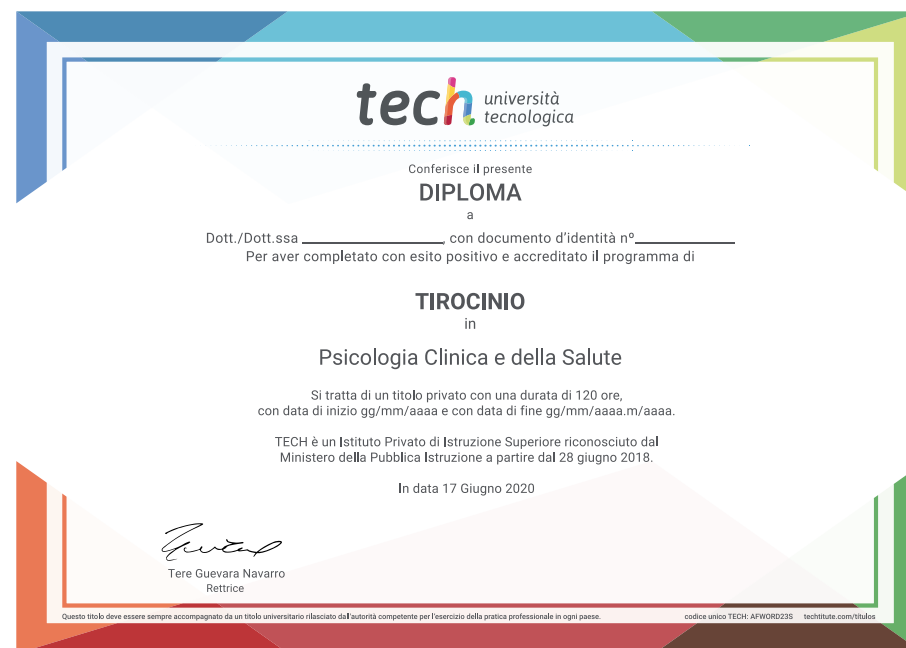 tech università
tecnologica
Conferisce il presente
DIPLOMA
a
Dott./Dott.ssa ____________________, con documento d'identità nº______________
Per aver completato con esito positivo e accreditato il programma di
TIROCINIO
in
Psicologia Clinica e della Salute
Si tratta di un titolo privato con una durata di 120 ore,
con data di inizio gg/mm/aaaa e con data di fine gg/mm/aaaa.m/aaaa.
TECH è un Istituto Privato di Istruzione Superiore riconosciuto dal
Ministero della Pubblica Istruzione a partire dal 28 giugno 2018.
In data 17 Giugno 2020
Tere Guevara Navarro
Rettrice
Questo titolo deve essere sempre accompagnato da un titolo universitario rilasciato dall'autorità competente per l'esercizio della pratica professionale in ogni paese. codice unico TECH: AFWORD23S techtitute.com/titulos